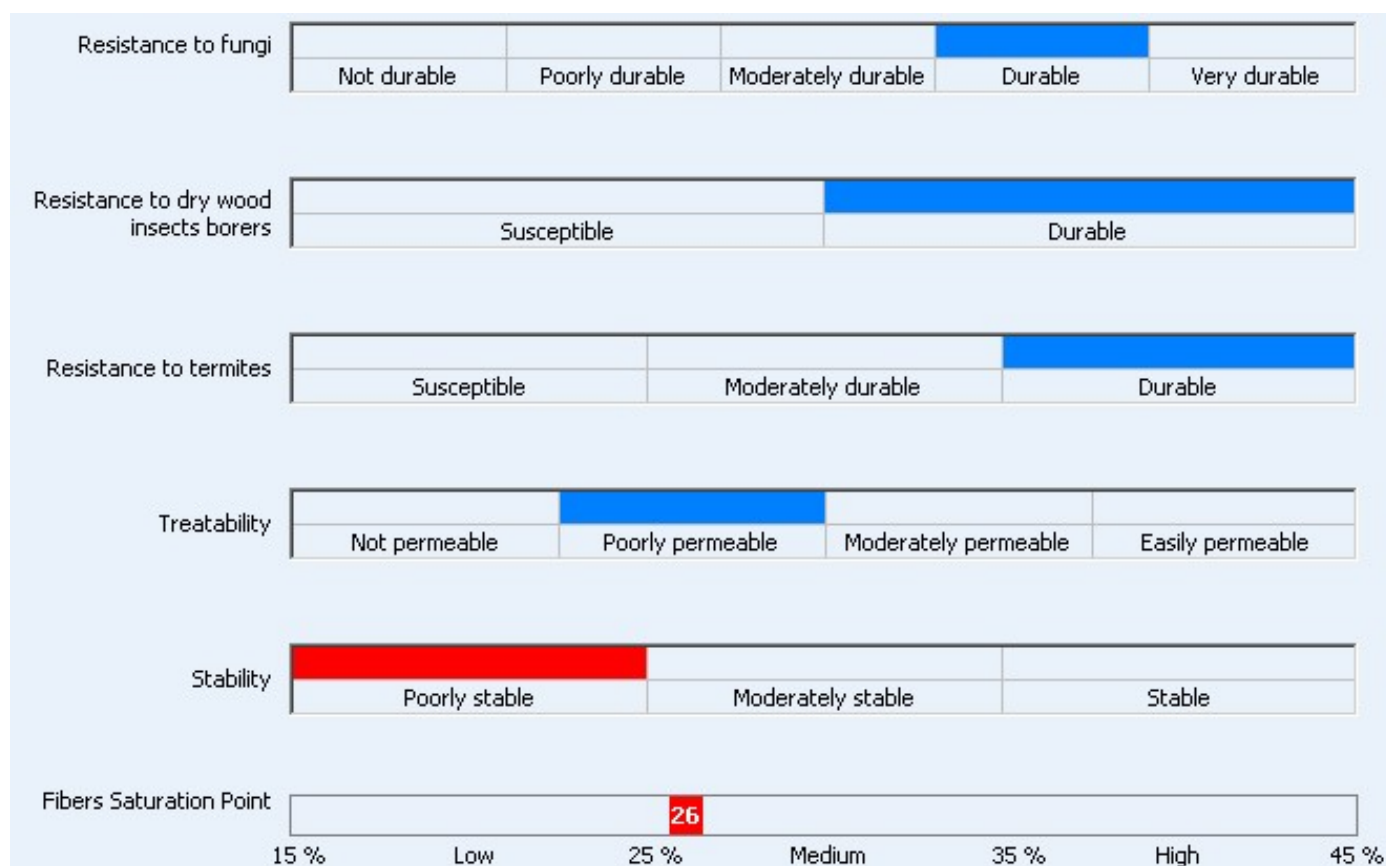 Resistance to fungi
Not durable Poorly durable Moderately durable Durable Very durable
Resistance to dry wood
insects borers
Susceptible Durable
Resistance to termites
Susceptible Moderately durable Durable
Treatability
Not permeable Poorly permeable Moderately permeable Easily permeable
Stability
Poorly stable Moderately stable Stable
Fibers Saturation Point
26
15 % Low 25 % Medium 35 % High 45 %